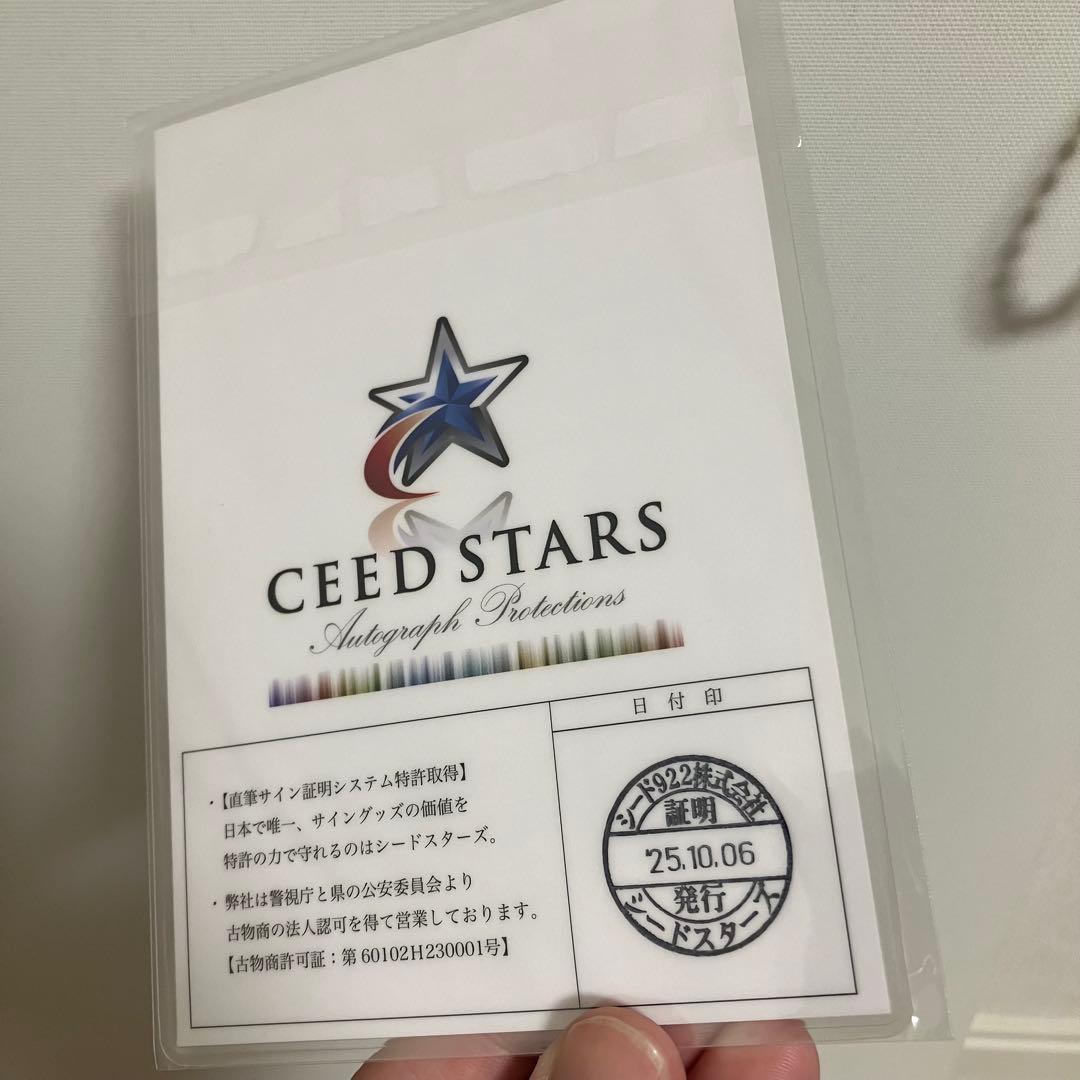 CEED STARS
Autograph Protections
・【直筆サイン証明システム特許取得】
日本で唯一、サイングッズの価値を
特許の力で守れるのはシードスターズ。
・弊社は警視庁と県の公安委員会より
古物商の法人認可を得て営業しております。
【古物商許可証：第60102H230001号】
日付印
シード922株式会社
証明
'25.10.06
発行
シードスターズ